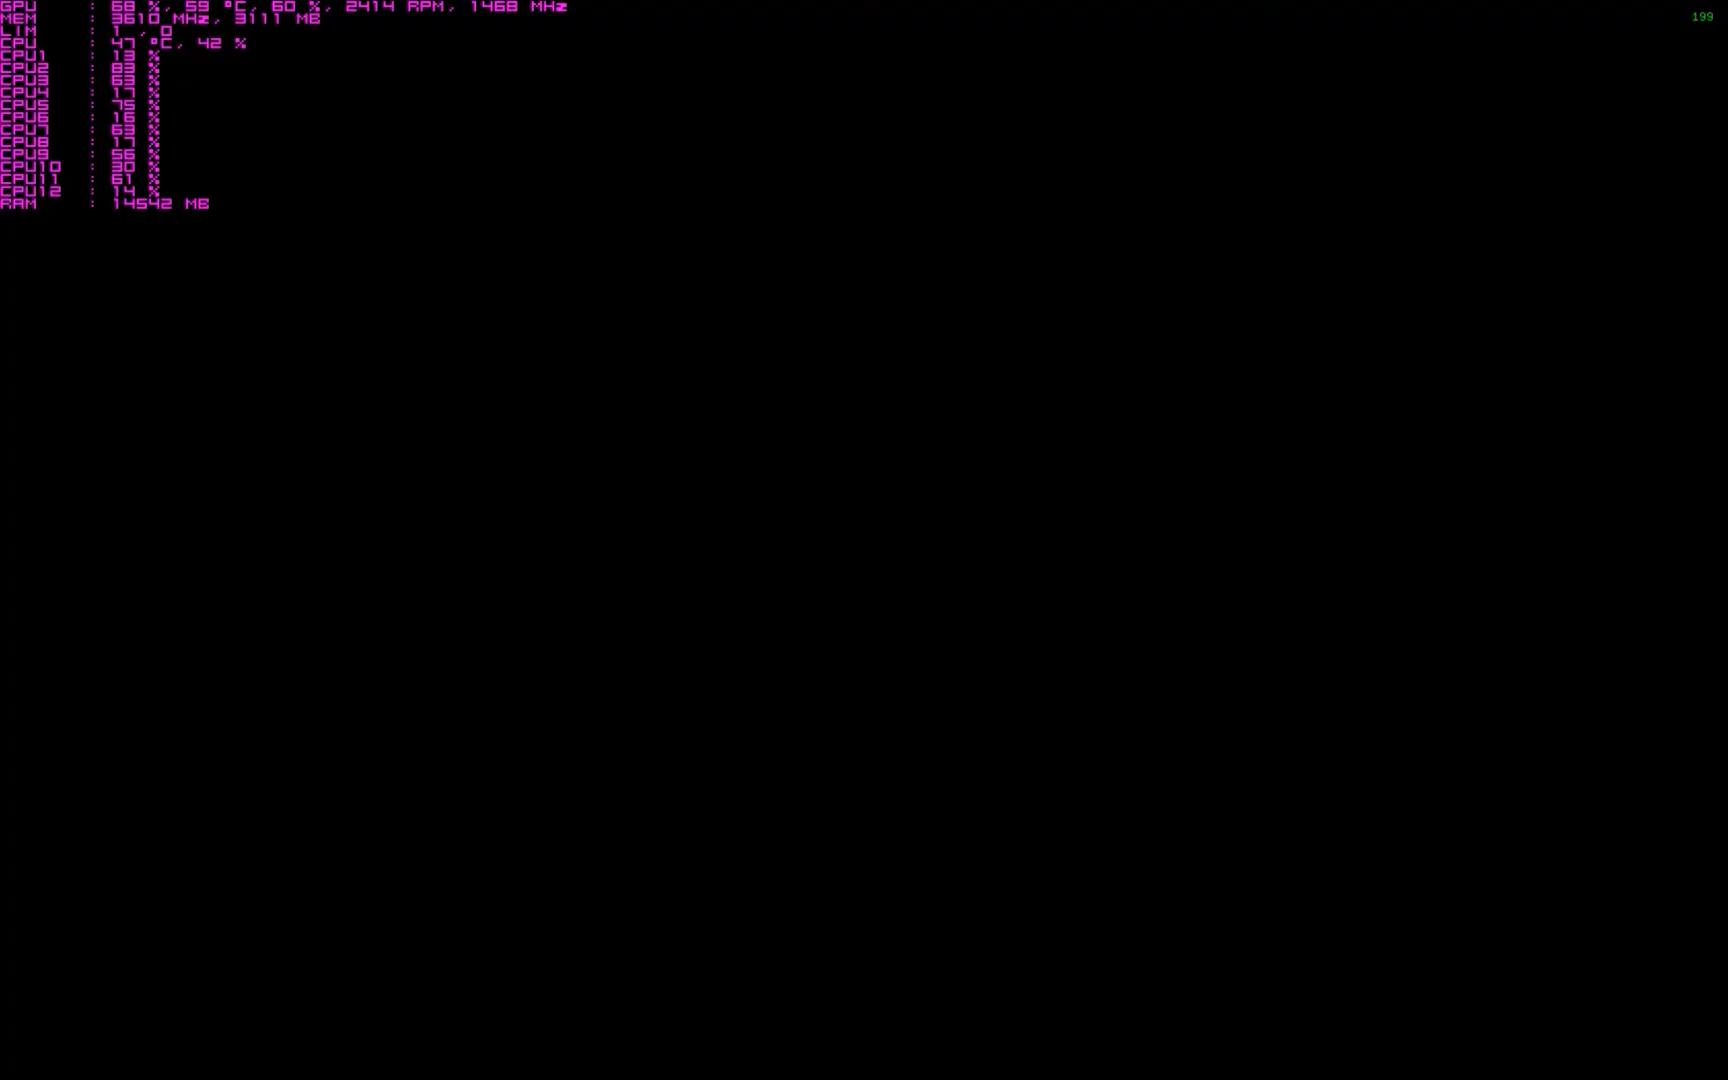 GPU : 68 %, 59 °C, 60 %, 2414 RPM, 1468 MHz
199
MEM : 3610 MHz, 3111 MB
LIM : 1 , 0
CPU : 47 °C, 42 %
CPU1 : 13 %
CPU2 : 83 %
CPU3 : 63 %
CPU4 : 17 %
CPU5 : 75 %
CPU6 : 16 %
CPU7 : 63 %
CPU8 : 17 %
CPU9 : 56 %
CPU10 : 30 %
CPU11 : 61 %
CPU12 : 14 %
RAM : 14542 MB